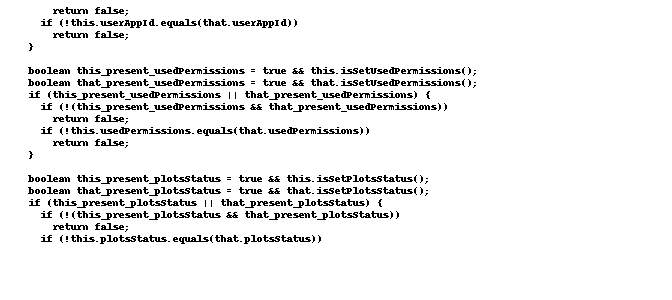 return false;
if (!this.userAppId.equals(that.userAppId))
return false;
}
boolean this_present_usedPermissions = true && this.isSetUsedPermissions();
boolean that_present_usedPermissions = true && that.isSetUsedPermissions();
if (this_present_usedPermissions || that_present_usedPermissions) {
if (!(this_present_usedPermissions && that_present_usedPermissions))
return false;
if (!this.usedPermissions.equals(that.usedPermissions))
return false;
}
boolean this_present_plotsStatus = true && this.isSetPlotsStatus();
boolean that_present_plotsStatus = true && that.isSetPlotsStatus();
if (this_present_plotsStatus || that_present_plotsStatus) {
if (!(this_present_plotsStatus && that_present_plotsStatus))
return false;
if (!this.plotsStatus.equals(that.plotsStatus))